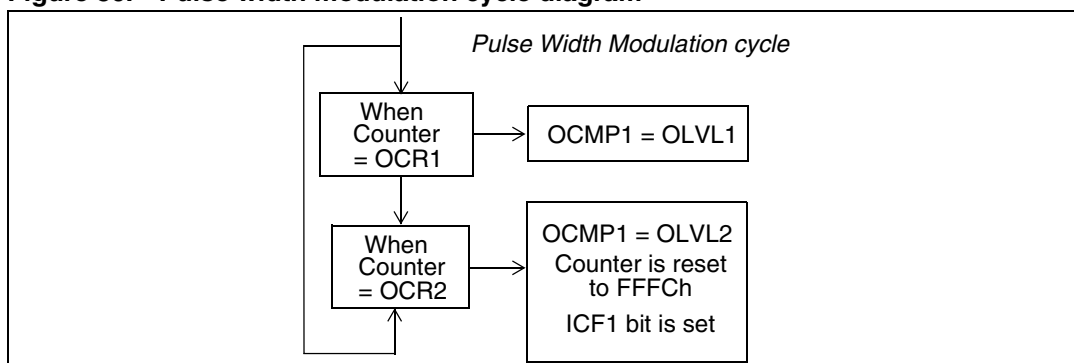 Figure 60. Pulse width modulation cycle diagram
Pulse Width Modulation cycle
When
Counter
= OCR1
OCMP1 = OLVL1
When
Counter
= OCR2
OCMP1 = OLVL2
Counter is reset
to FFFCh
ICF1 bit is set